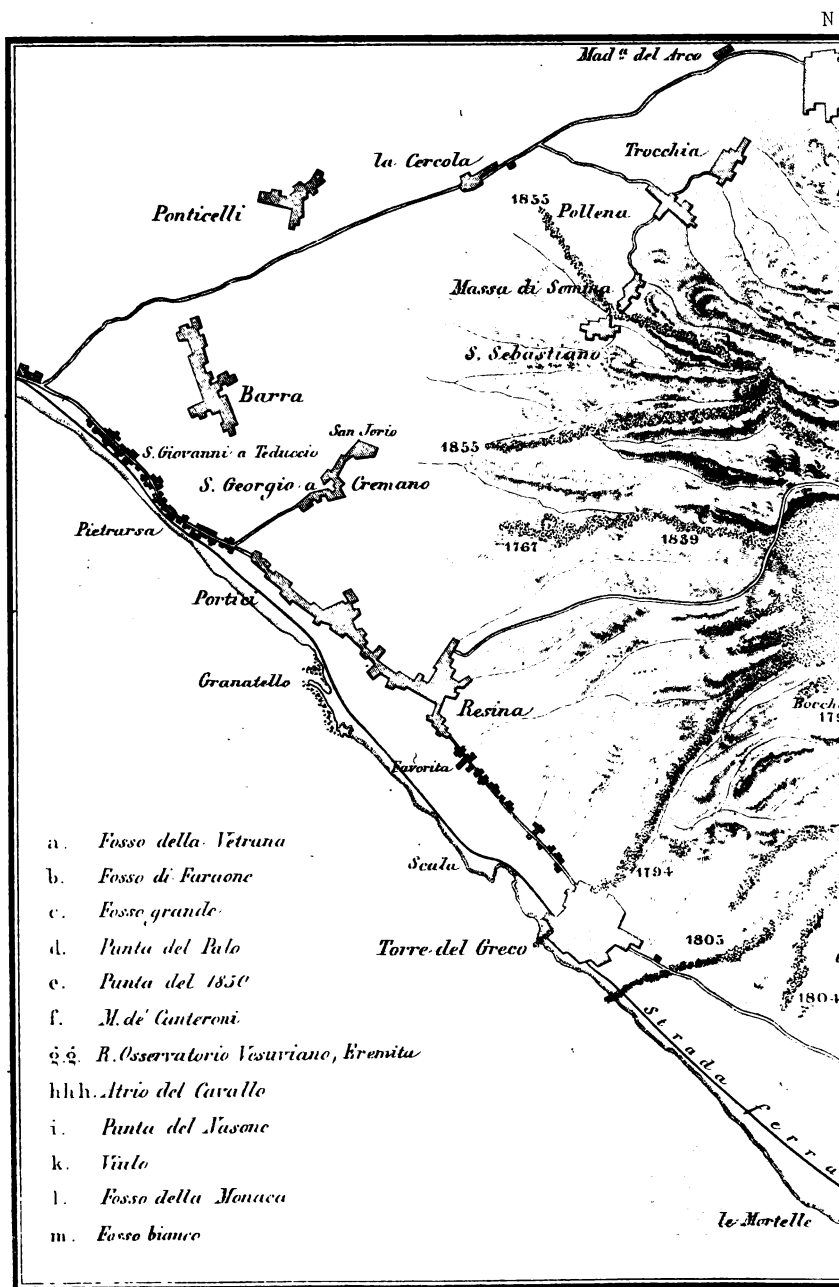 N
Mad.ª del Arco
la Cercola
Trocchia
1855
Pollena
Ponticelli
Massa di Somma
S. Sebastiano
Barra
San Jorio
1855
S. Giovanni a Teduccio
S. Georgio a Cremano
Pietrarsa
1767
1839
Portici
Granatello
Resina
Favorita
Scala
1794
Torre del Greco
1805
1804
Strada ferra
le Mortelle
a. Fosso della Vetrana
b. Fosso di Faraone
c. Fosso grande
d. Punta del Palo
e. Punta del 1850
f. M. de' Canteroni
g.g. R. Osservatorio Vesuviano, Eremita
hhh. Atrio del Cavallo
i. Punta del Nasone
k. Viulo
l. Fosso della Monaca
m. Fosso bianco